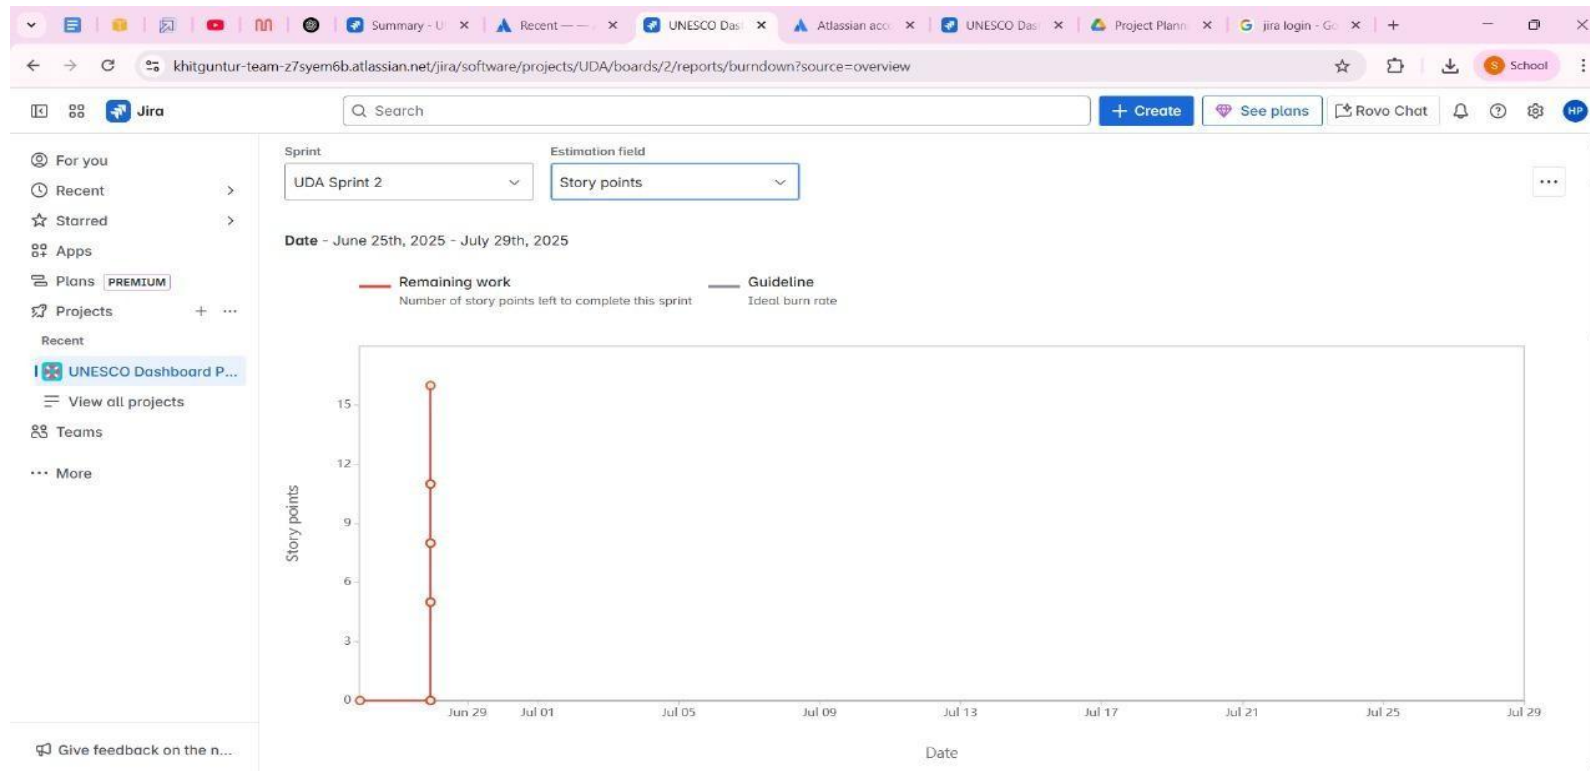 Summary - U
Recent — —
UNESCO Das
Atlassian acc
UNESCO Das
Project Plann
jira login - Go
khitguntur-team-z7syem6b.atlassian.net/jira/software/projects/UDA/boards/2/reports/burndown?source=overview
S School
Jira
Search
+ Create
See plans
Rovo Chat
HP
For you
Recent
Starred
Apps
Plans PREMIUM
Projects
Recent
UNESCO Dashboard P...
View all projects
Teams
More
Give feedback on the n...
Sprint
Estimation field
UDA Sprint 2
Story points
Date - June 25th, 2025 - July 29th, 2025
Remaining work
Number of story points left to complete this sprint
Guideline
Ideal burn rate
Story points
15
12
9
6
3
0
Jun 29 Jul 01 Jul 05 Jul 09 Jul 13 Jul 17 Jul 21 Jul 25 Jul 29
Date